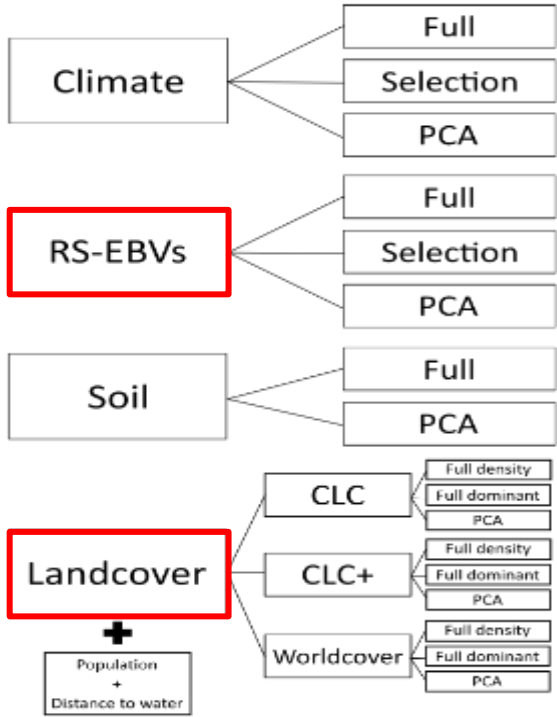 Climate
Full
Selection
PCA
RS-EBVs
Full
Selection
PCA
Soil
Full
PCA
Landcover
+
Population
+
Distance to water
CLC
Full density
Full dominant
PCA
CLC+
Full density
Full dominant
PCA
Worldcover
Full density
Full dominant
PCA